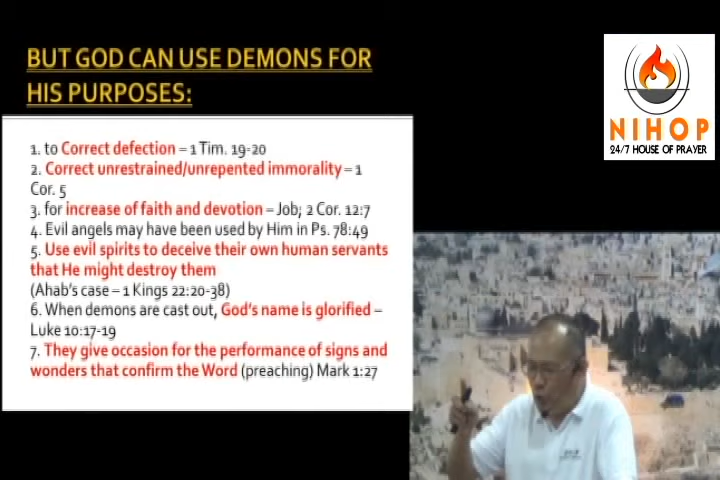 BUT GOD CAN USE DEMONS FOR
HIS PURPOSES:
1. to Correct defection – 1 Tim. 19-20
2. Correct unrestrained/unrepented immorality – 1
Cor. 5
3. for increase of faith and devotion – Job; 2 Cor. 12:7
4. Evil angels may have been used by Him in Ps. 78:49
5. Use evil spirits to deceive their own human servants
that He might destroy them
(Ahab's case – 1 Kings 22:20-38)
6. When demons are cast out, God's name is glorified –
Luke 10:17-19
7. They give occasion for the performance of signs and
wonders that confirm the Word (preaching) Mark 1:27
NIHOP
24/7 HOUSE OF PRAYER